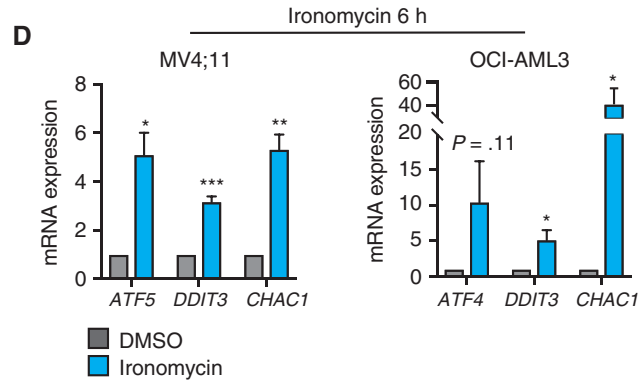 D
Ironomycin 6 h
MV4;11
mRNA expression
8
6
4
2
0
*
***
**
ATF5 DDIT3 CHAC1
OCI-AML3
mRNA expression
60
40
20
15
10
5
0
P = .11
*
*
ATF4 DDIT3 CHAC1
DMSO
Ironomycin